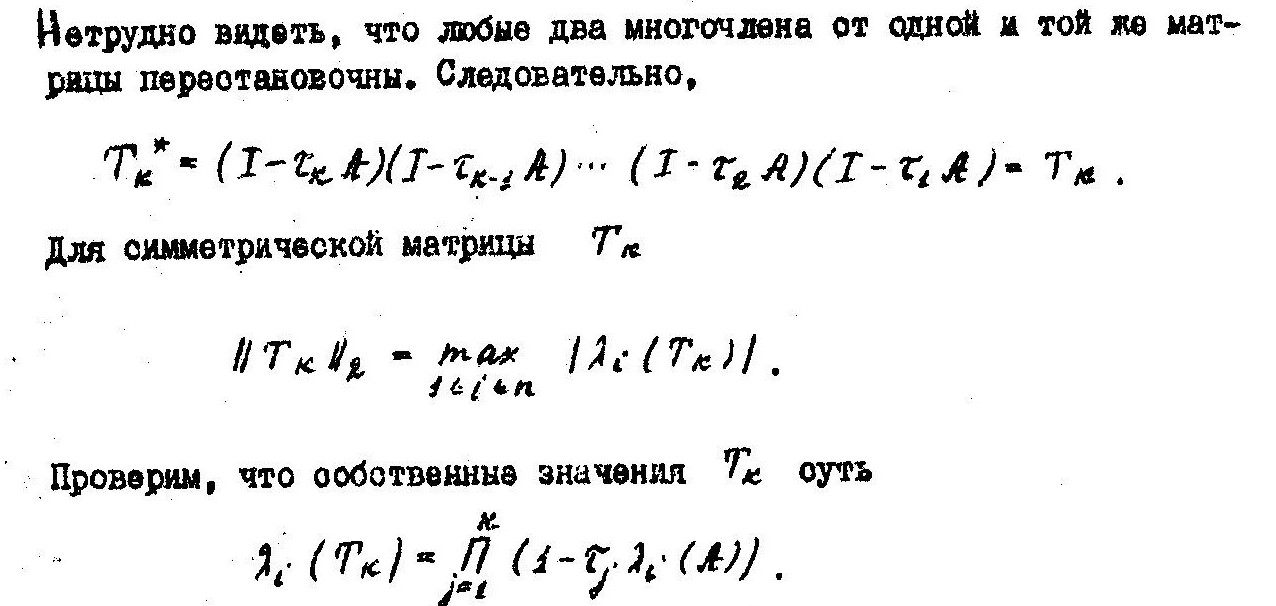 Нетрудно видеть, что любые два многочлена от одной и той же мат-
рицы перестановочны. Следовательно,
T_k^* = (I - τ_k A)(I - τ_{k-1} A) ··· (I - τ_2 A)(I - τ_1 A) = T_k .
Для симметрической матрицы T_k
‖T_k‖_2 = max_{1≤i≤n} |λ_i(T_k)| .
Проверим, что собственные значения T_k суть
λ_i(T_k) = ∏_{j=1}^{k} (1 - τ_j λ_i(A)) .